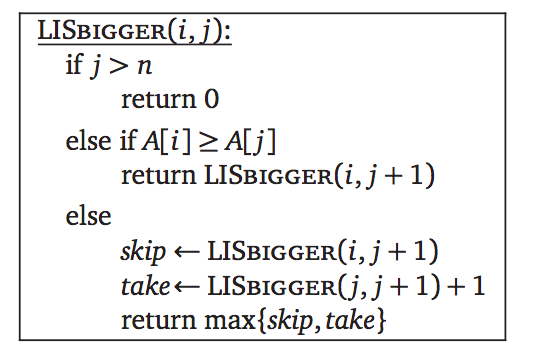 LISBIGGER(i, j):
if j > n
return 0
else if A[i] ≥ A[j]
return LISBIGGER(i, j + 1)
else
skip ← LISBIGGER(i, j + 1)
take ← LISBIGGER(j, j + 1) + 1
return max{skip, take}